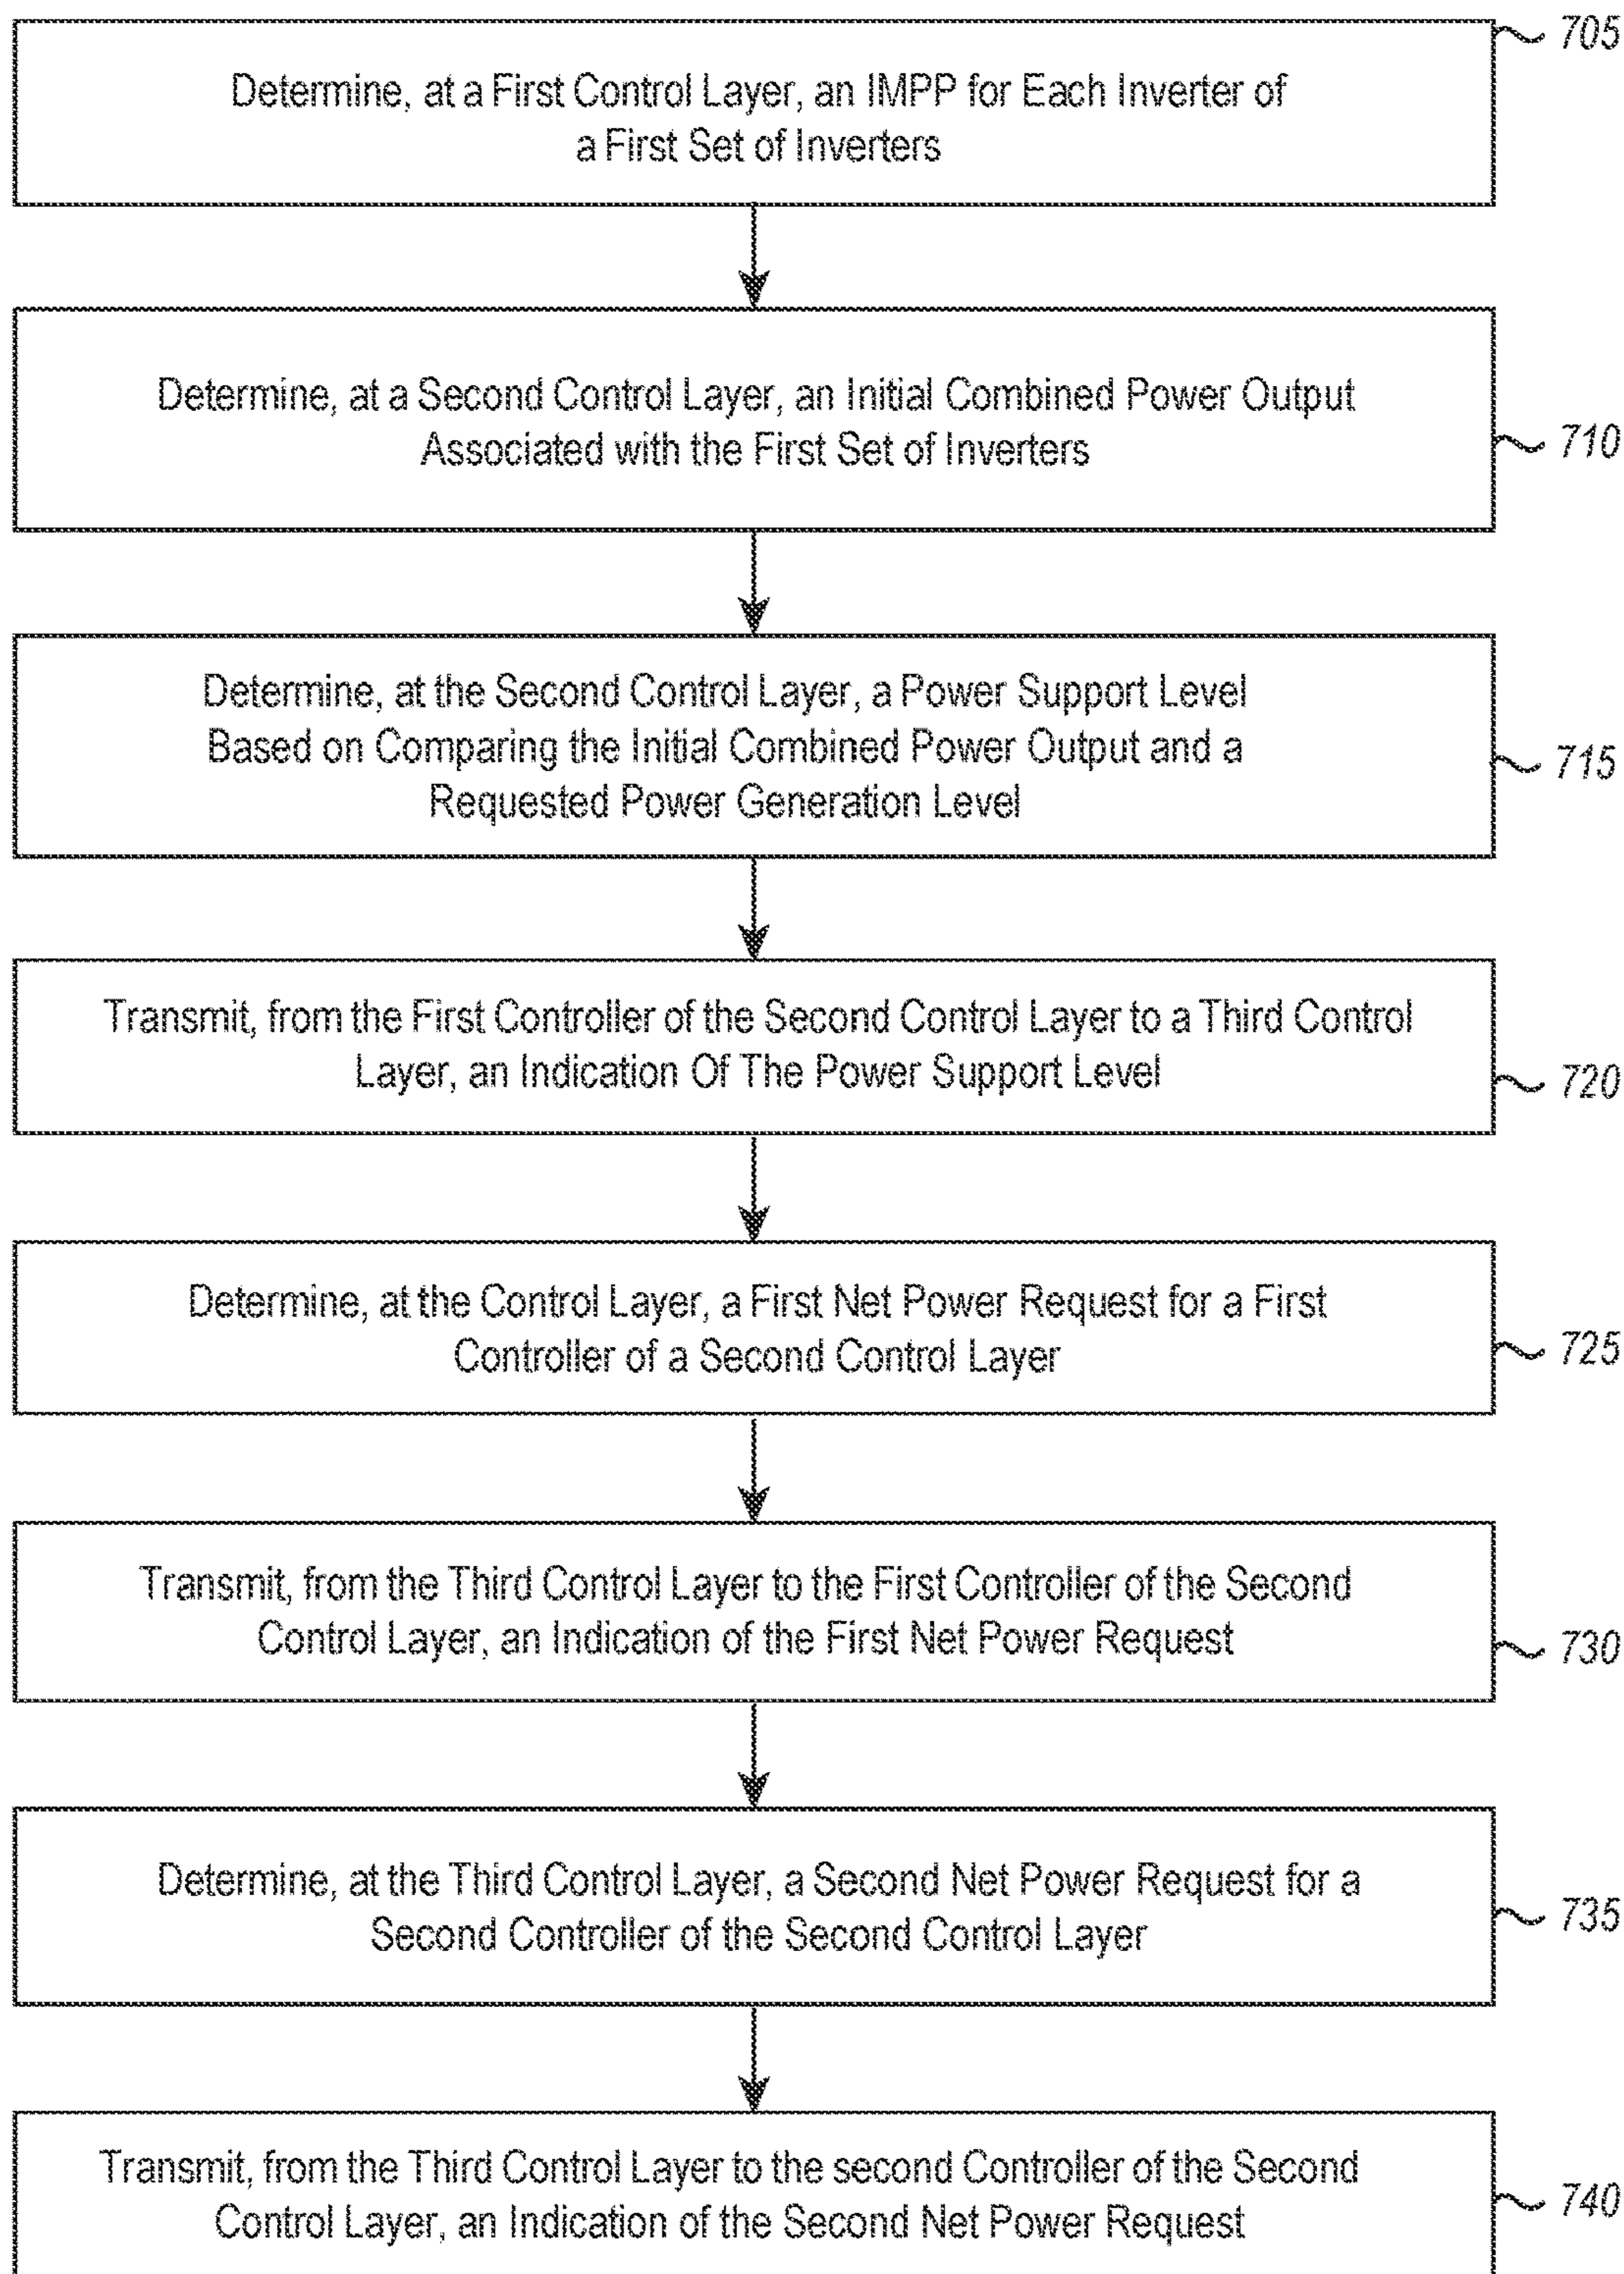 705
Determine, at a First Control Layer, an IMPP for Each Inverter of
a First Set of Inverters
Determine, at a Second Control Layer, an Initial Combined Power Output
Associated with the First Set of Inverters
710
Determine, at the Second Control Layer, a Power Support Level
Based on Comparing the Initial Combined Power Output and a
Requested Power Generation Level
715
Transmit, from the First Controller of the Second Control Layer to a Third Control
Layer, an Indication Of The Power Support Level
720
Determine, at the Control Layer, a First Net Power Request for a First
Controller of a Second Control Layer
725
Transmit, from the Third Control Layer to the First Controller of the Second
Control Layer, an Indication of the First Net Power Request
730
Determine, at the Third Control Layer, a Second Net Power Request for a
Second Controller of the Second Control Layer
735
Transmit, from the Third Control Layer to the second Controller of the Second
Control Layer, an Indication of the Second Net Power Request
740